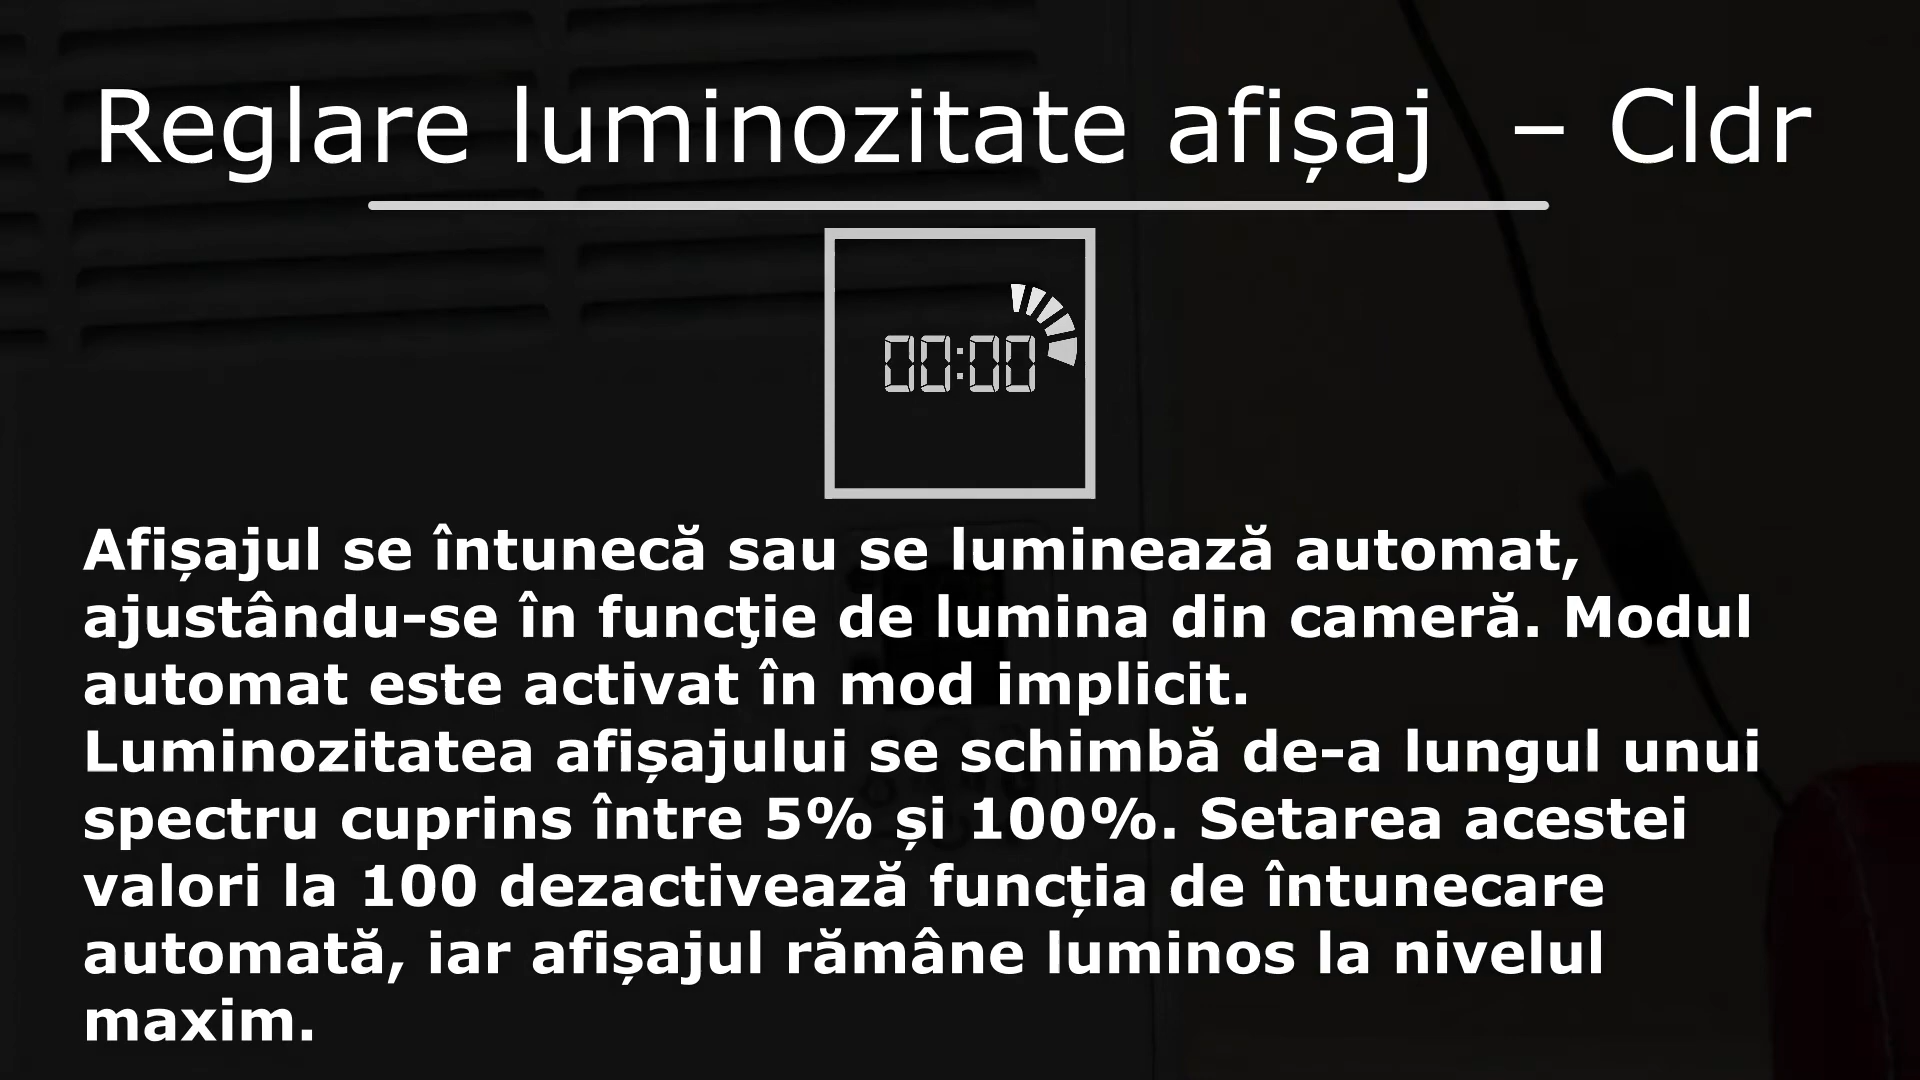 Reglare luminozitate afișaj – Cldr
00:00
Afișajul se întunecă sau se luminează automat,
ajustându-se în funcţie de lumina din cameră. Modul
automat este activat în mod implicit.
Luminozitatea afișajului se schimbă de-a lungul unui
spectru cuprins între 5% și 100%. Setarea acestei
valori la 100 dezactivează funcția de întunecare
automată, iar afișajul rămâne luminos la nivelul
maxim.